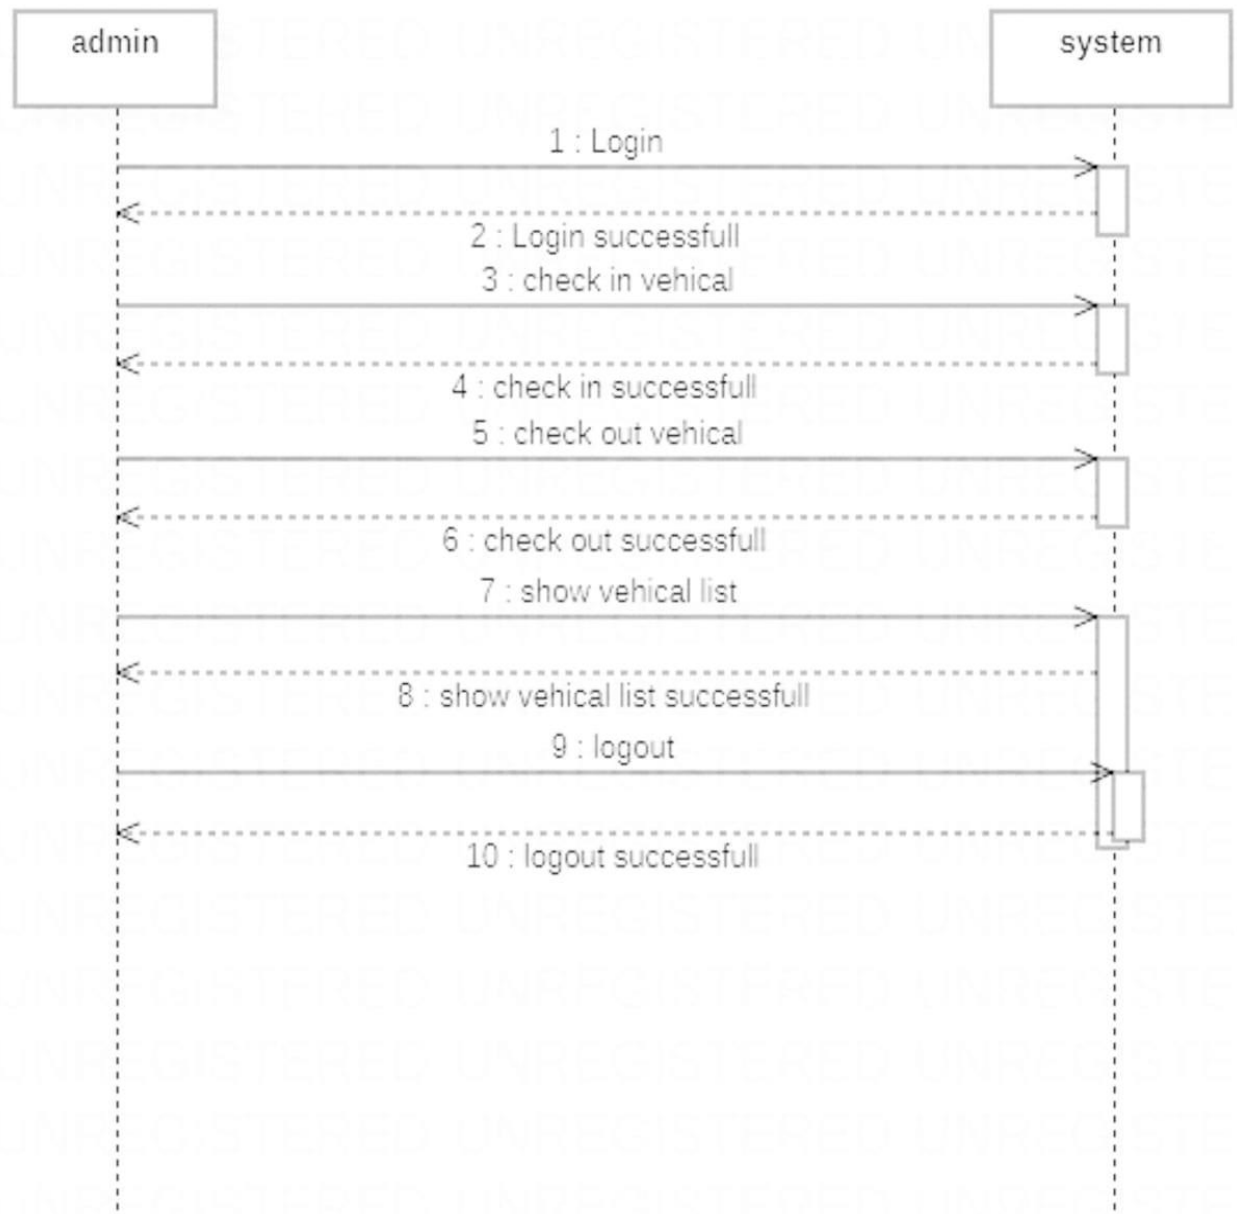 admin
system
1 : Login
2 : Login successfull
3 : check in vehical
4 : check in successfull
5 : check out vehical
6 : check out successfull
7 : show vehical list
8 : show vehical list successfull
9 : logout
10 : logout successfull
UNREGISTERED